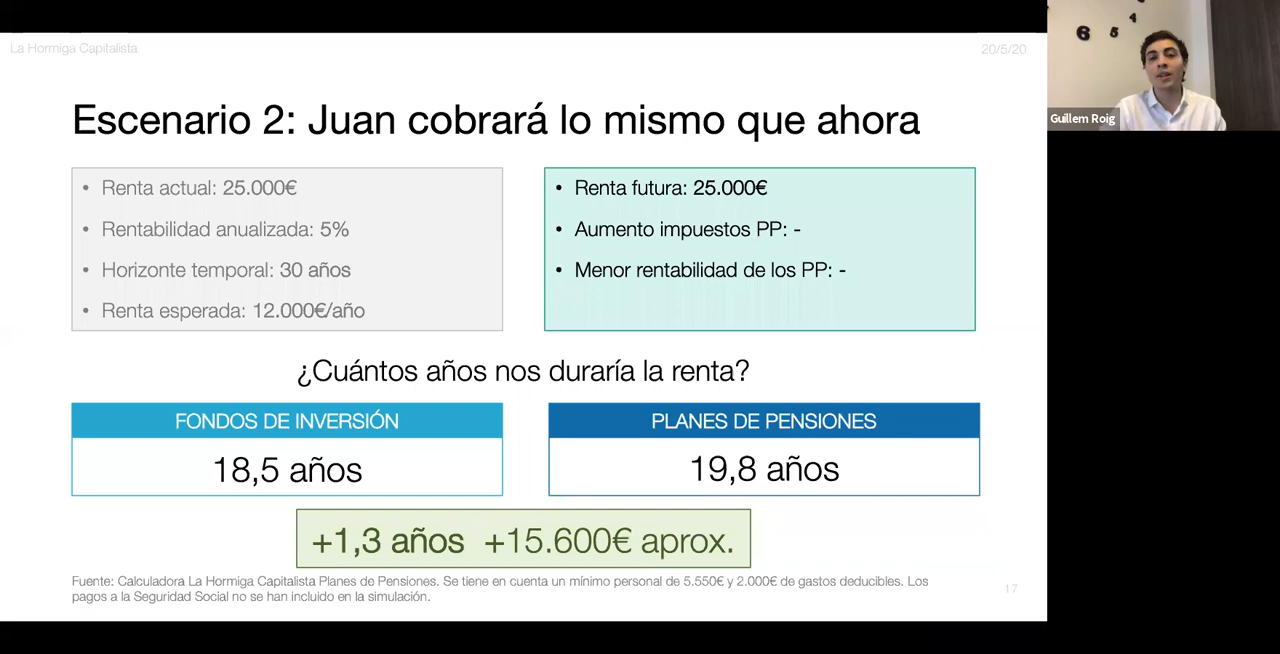 La Hormiga Capitalista
20/5/20
Escenario 2: Juan cobrará lo mismo que ahora
• Renta actual: 25.000€
• Rentabilidad anualizada: 5%
• Horizonte temporal: 30 años
• Renta esperada: 12.000€/año
• Renta futura: 25.000€
• Aumento impuestos PP: -
• Menor rentabilidad de los PP: -
¿Cuántos años nos duraría la renta?
FONDOS DE INVERSIÓN
18,5 años
PLANES DE PENSIONES
19,8 años
+1,3 años +15.600€ aprox.
Fuente: Calculadora La Hormiga Capitalista Planes de Pensiones. Se tiene en cuenta un mínimo personal de 5.550€ y 2.000€ de gastos deducibles. Los
pagos a la Seguridad Social no se han incluido en la simulación.
17
6 5 4
Guillem Roig